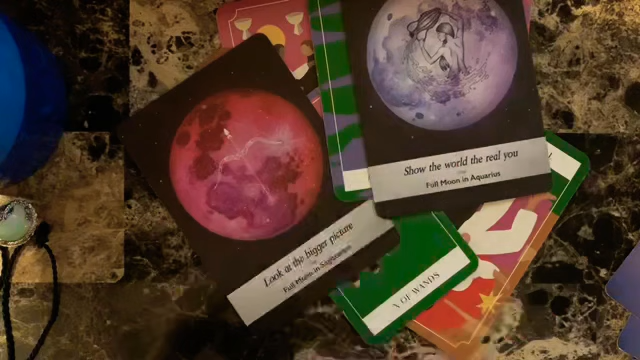 Show the world the real you
Full Moon in Aquarius
Look at the bigger picture
Full Moon in Sagittarius
OF WANDS